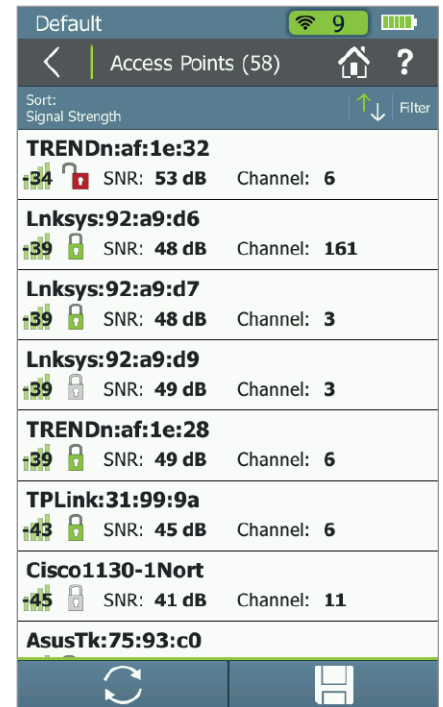 Default 9
Access Points (58) ?
Sort:
Signal Strength Filter
TRENDn:af:1e:32
-34 SNR: 53 dB Channel: 6
Lnksys:92:a9:d6
-39 SNR: 48 dB Channel: 161
Lnksys:92:a9:d7
-39 SNR: 48 dB Channel: 3
Lnksys:92:a9:d9
-39 SNR: 49 dB Channel: 3
TRENDn:af:1e:28
-39 SNR: 49 dB Channel: 6
TPLink:31:99:9a
-43 SNR: 45 dB Channel: 6
Cisco1130-1Nort
-45 SNR: 41 dB Channel: 11
AsusTk:75:93:c0